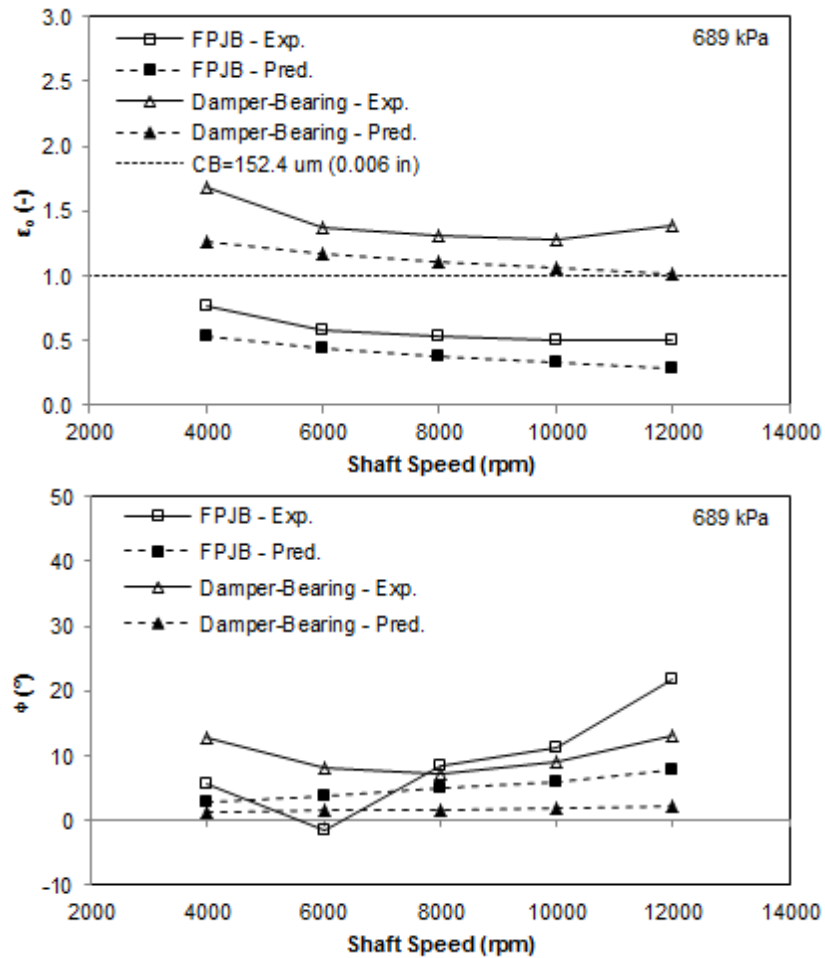 3.0
FPJB - Exp.
689 kPa
FPJB - Pred.
2.5
Damper-Bearing - Exp.
2.0
Damper-Bearing - Pred.
CB=152.4 um (0.006 in)
1.5
ε₀ (-)
1.0
0.5
0.0
2000 4000 6000 8000 10000 12000 14000
Shaft Speed (rpm)
50
FPJB - Exp.
689 kPa
40
FPJB - Pred.
Damper-Bearing - Exp.
30
Damper-Bearing - Pred.
20
Φ (º)
10
0
-10
2000 4000 6000 8000 10000 12000 14000
Shaft Speed (rpm)